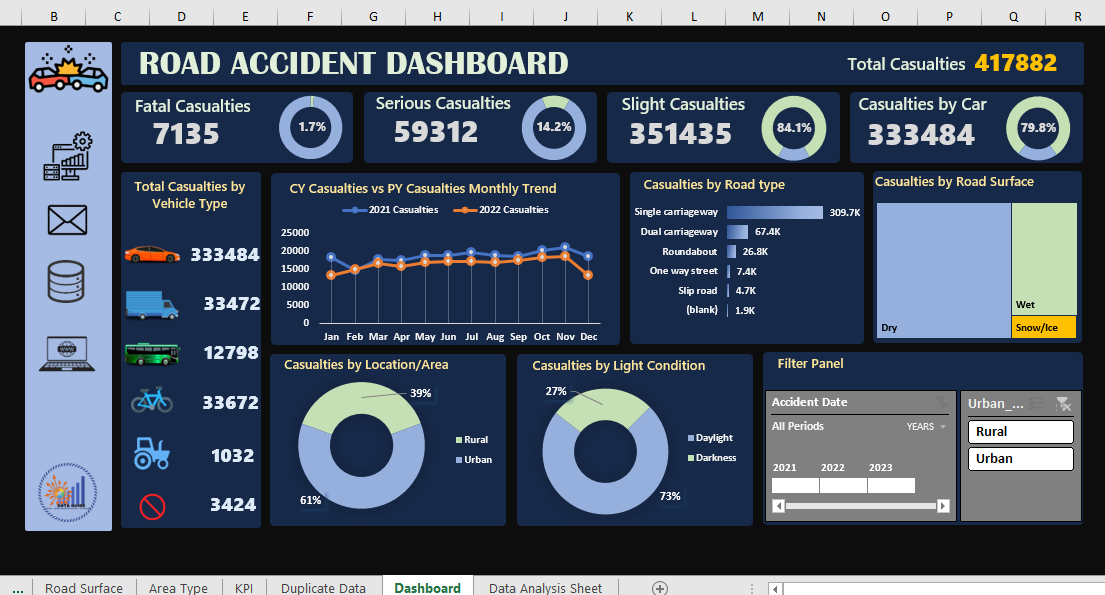 B C D E F G H I J K L M N O P Q R
ROAD ACCIDENT DASHBOARD
Total Casualties 417882
Fatal Casualties
7135
1.7%
Serious Casualties
59312
14.2%
Slight Casualties
351435
84.1%
Casualties by Car
333484
79.8%
Total Casualties by
Vehicle Type
333484
33472
12798
33672
1032
3424
WWW
CY Casualties vs PY Casualties Monthly Trend
2021 Casualties 2022 Casualties
25000
20000
15000
10000
5000
0
Jan Feb Mar Apr May Jun Jul Aug Sep Oct Nov Dec
Casualties by Road type
Single carriageway 309.7K
Dual carriageway 67.4K
Roundabout 26.8K
One way street 7.4K
Slip road 4.7K
(blank) 1.9K
Casualties by Road Surface
Dry
Wet
Snow/Ice
Casualties by Location/Area
39%
Rural
Urban
61%
Casualties by Light Condition
27%
Daylight
Darkness
73%
Filter Panel
Accident Date
All Periods YEARS
2021 2022 2023
Urban_...
Rural
Urban
... Road Surface Area Type KPI Duplicate Data Dashboard Data Analysis Sheet